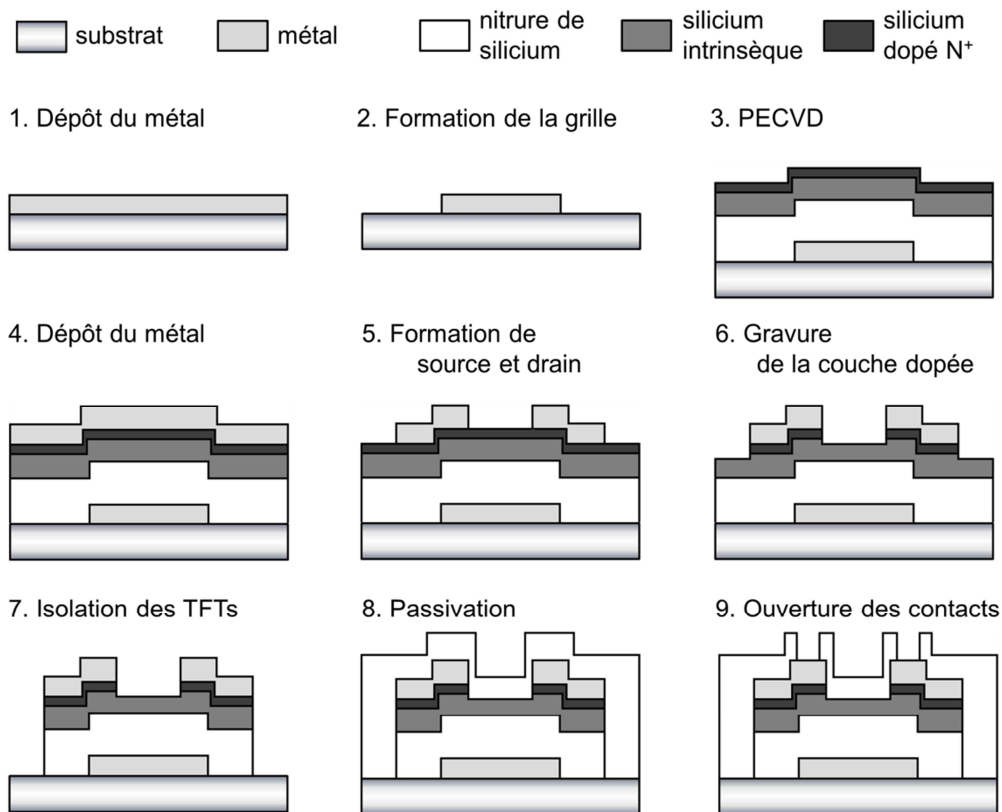 substrat
métal
nitrure de
silicium
silicium
intrinsèque
silicium
dopé N⁺
1. Dépôt du métal
2. Formation de la grille
3. PECVD
4. Dépôt du métal
5. Formation de
source et drain
6. Gravure
de la couche dopée
7. Isolation des TFTs
8. Passivation
9. Ouverture des contacts